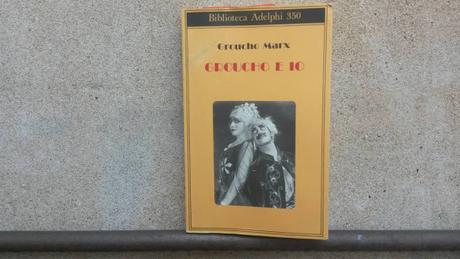 Biblioteca Adelphi 350
Groucho Marx
GROUCHO E IO